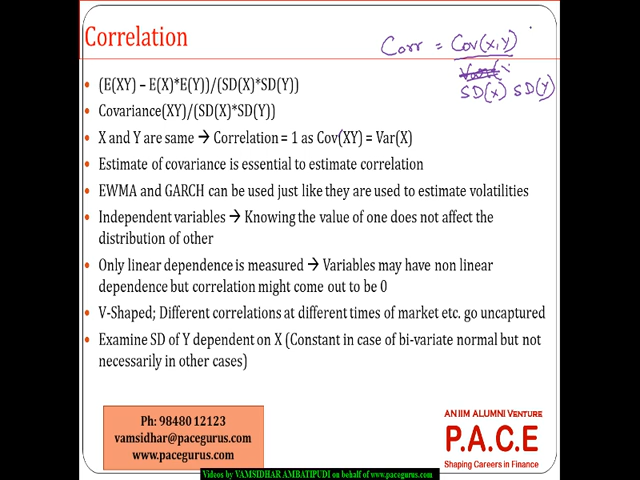 Correlation
Corr = Cov(X,Y)
SD(X) SD(Y)
(E(XY) – E(X)*E(Y))/(SD(X)*SD(Y))
Covariance(XY)/(SD(X)*SD(Y))
X and Y are same → Correlation = 1 as Cov(XY) = Var(X)
Estimate of covariance is essential to estimate correlation
EWMA and GARCH can be used just like they are used to estimate volatilities
Independent variables → Knowing the value of one does not affect the
distribution of other
Only linear dependence is measured → Variables may have non linear
dependence but correlation might come out to be 0
V-Shaped; Different correlations at different times of market etc. go uncaptured
Examine SD of Y dependent on X (Constant in case of bi-variate normal but not
necessarily in other cases)
Ph: 98480 12123
vamsidhar@pacegurus.com
www.pacegurus.com
AN IIM ALUMNI VENTURE
P.A.C.E
Shaping Careers in Finance
Videos by VAMSIDHAR AMBATIPUDI on behalf of www.pacegurus.com